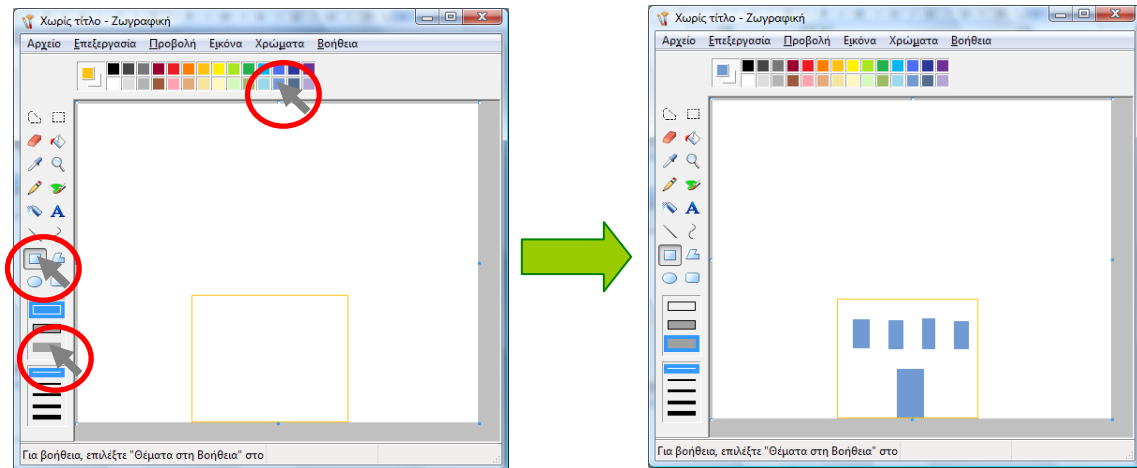 Χωρίς τίτλο - Ζωγραφική
Αρχείο Επεξεργασία Προβολή Εικόνα Χρώματα Βοήθεια
A
Για βοήθεια, επιλέξτε "Θέματα στη Βοήθεια" στο
Χωρίς τίτλο - Ζωγραφική
Αρχείο Επεξεργασία Προβολή Εικόνα Χρώματα Βοήθεια
A
Για βοήθεια, επιλέξτε "Θέματα στη Βοήθεια" στο